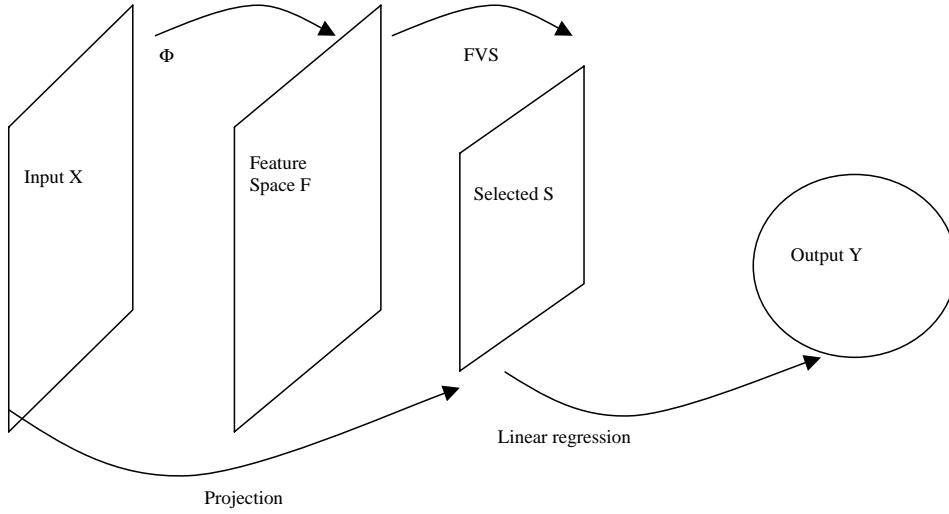 Φ
FVS
Input X
Feature
Space F
Selected S
Output Y
Linear regression
Projection